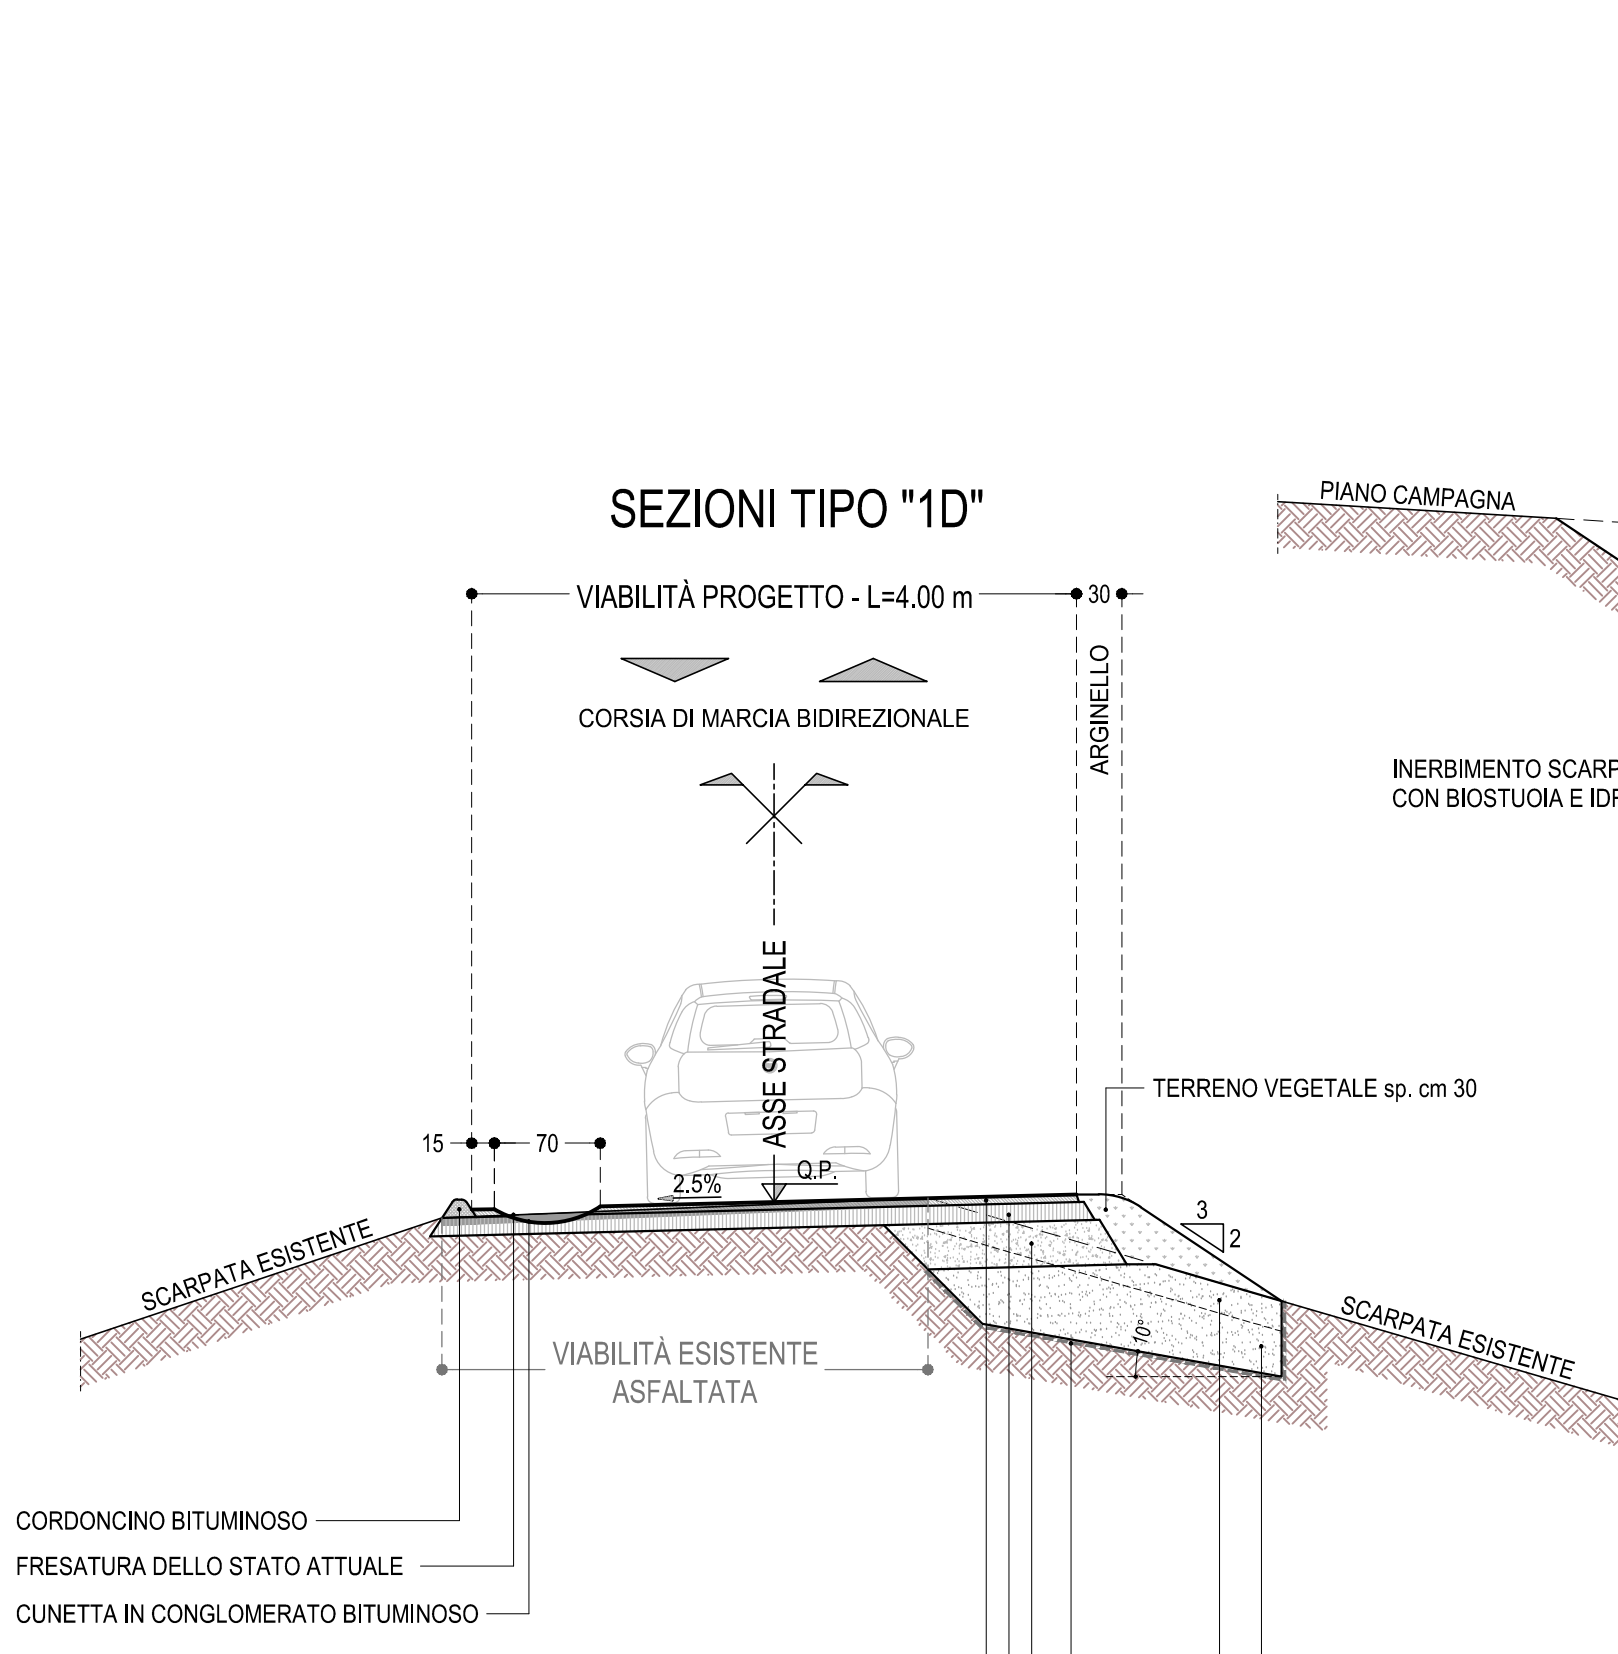 PIANO CAMPAGNA
SEZIONI TIPO "1D"
VIABILITÀ PROGETTO - L=4.00 m
30
ARGINELLO
CORSIA DI MARCIA BIDIREZIONALE
INERBIMENTO SCARP
CON BIOSTUOIA E IDR
ASSE STRADALE
TERRENO VEGETALE sp. cm 30
15
70
2.5%
Q.P.
3
2
SCARPATA ESISTENTE
SCARPATA ESISTENTE
10°
VIABILITÀ ESISTENTE
ASFALTATA
CORDONCINO BITUMINOSO
FRESATURA DELLO STATO ATTUALE
CUNETTA IN CONGLOMERATO BITUMINOSO